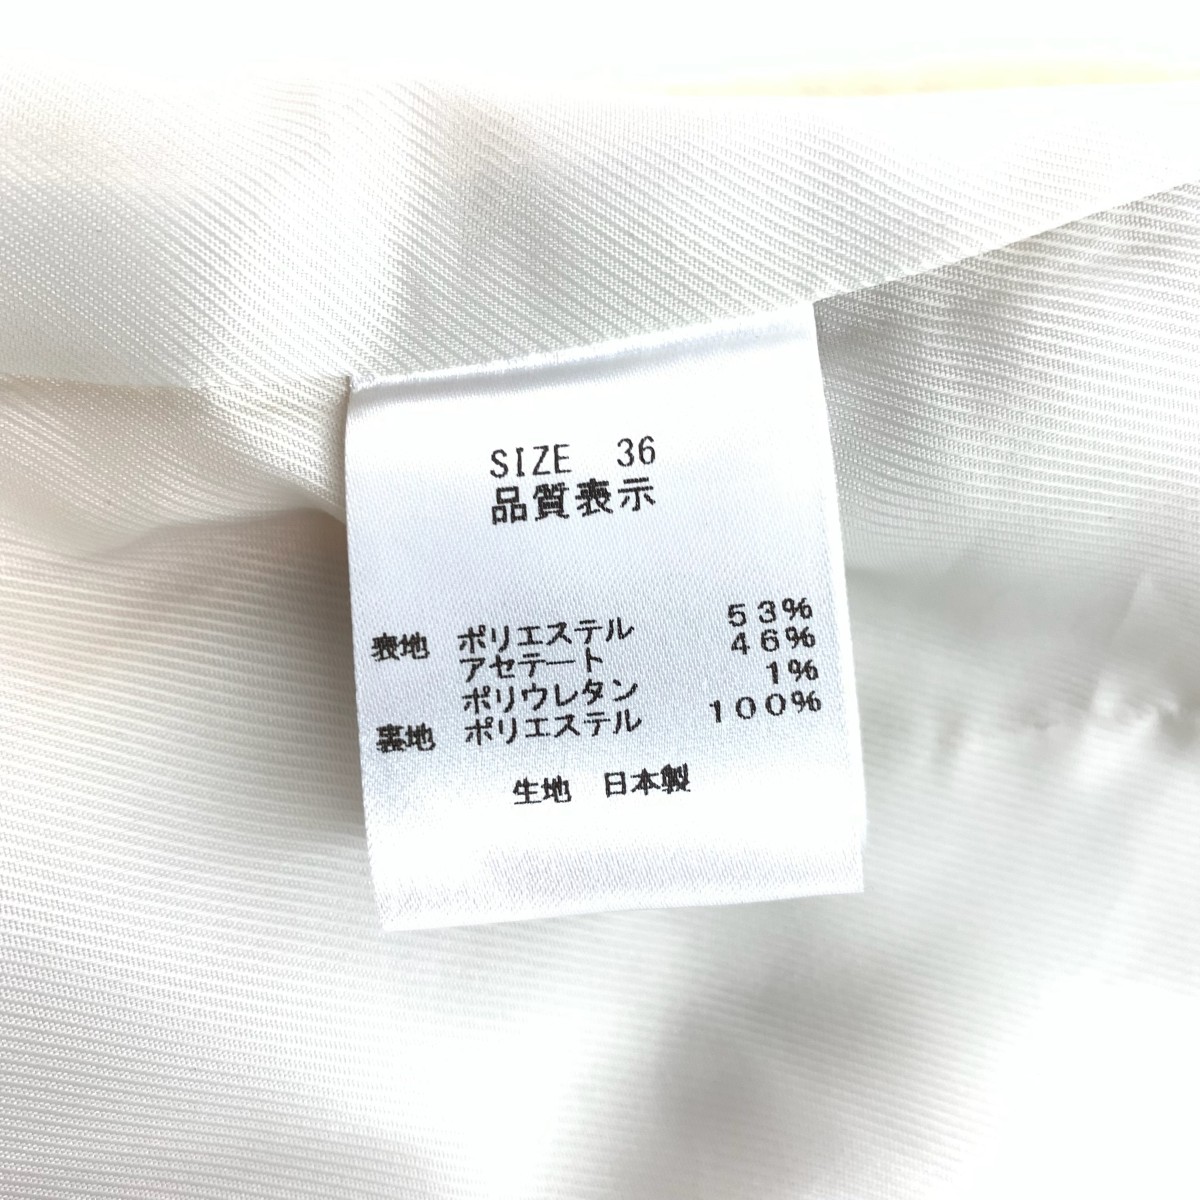 SIZE 36
品質表示
表地 ポリエステル 53%
アセテート 46%
ポリウレタン 1%
裏地 ポリエステル 100%
生地 日本製